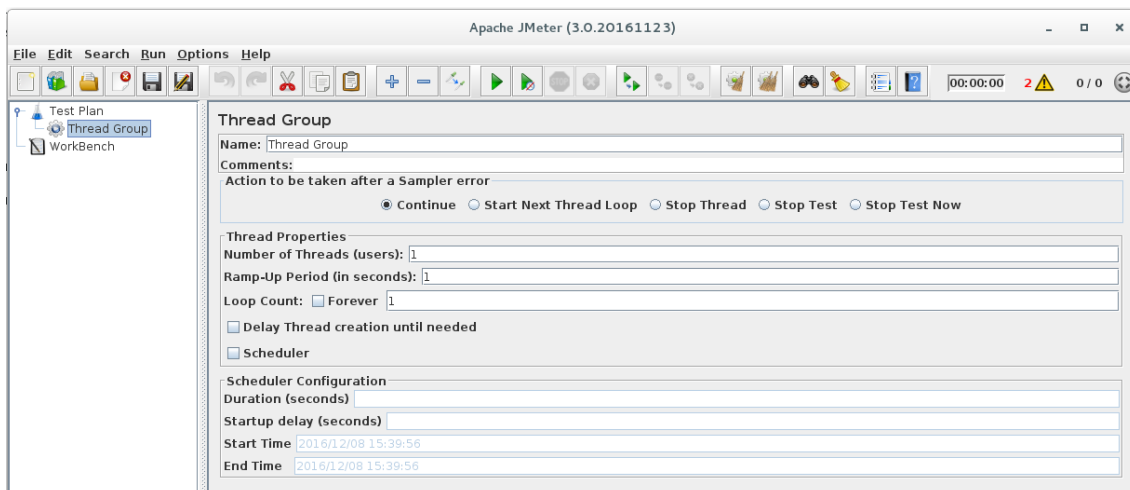 Apache JMeter (3.0.20161123)
File Edit Search Run Options Help
00:00:00 2 0 / 0
Test Plan
Thread Group
WorkBench
Thread Group
Name: Thread Group
Comments:
Action to be taken after a Sampler error
Continue Start Next Thread Loop Stop Thread Stop Test Stop Test Now
Thread Properties
Number of Threads (users): 1
Ramp-Up Period (in seconds): 1
Loop Count: Forever 1
Delay Thread creation until needed
Scheduler
Scheduler Configuration
Duration (seconds)
Startup delay (seconds)
Start Time 2016/12/08 15:39:56
End Time 2016/12/08 15:39:56